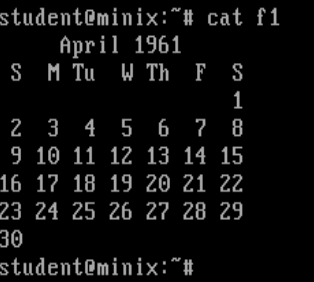 student@minix:~# cat f1
     April 1961
 S  M Tu  W Th  F  S
                   1
 2  3  4  5  6  7  8
 9 10 11 12 13 14 15
16 17 18 19 20 21 22
23 24 25 26 27 28 29
30
student@minix:~#